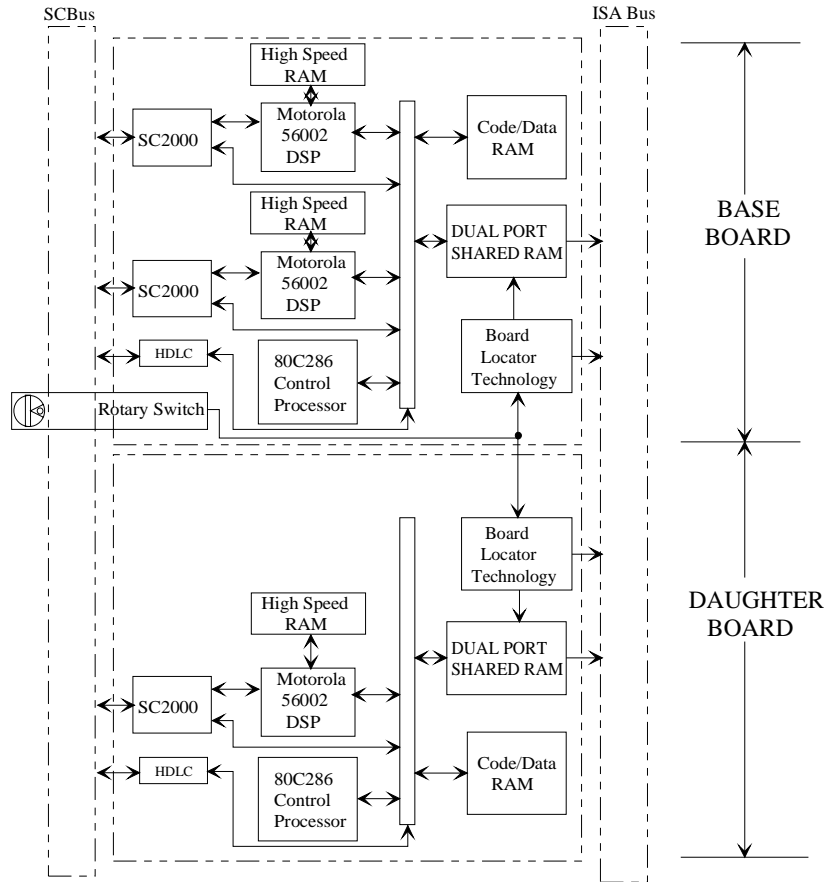 SCBus
ISA Bus
High Speed
RAM
Motorola
56002
DSP
SC2000
Code/Data
RAM
High Speed
RAM
Motorola
56002
DSP
SC2000
DUAL PORT
SHARED RAM
BASE
BOARD
HDLC
80C286
Control
Processor
Board
Locator
Technology
Rotary Switch
Board
Locator
Technology
High Speed
RAM
DUAL PORT
SHARED RAM
DAUGHTER
BOARD
Motorola
56002
DSP
SC2000
HDLC
80C286
Control
Processor
Code/Data
RAM